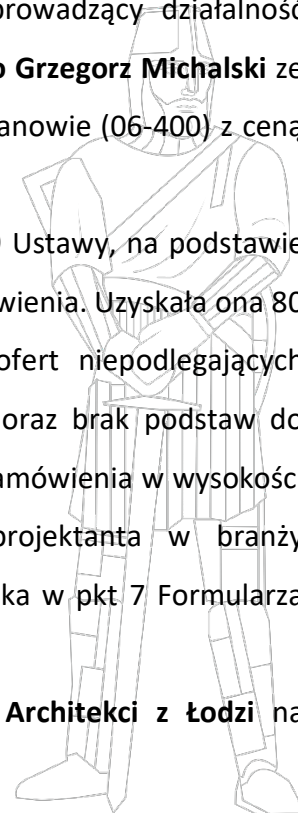 prowadzący działalność
o Grzegorz Michalski ze
anowie (06-400) z ceną
Ustawy, na podstawie
wienia. Uzyskała ona 80
ofert niepodlegających
oraz brak podstaw do
amówienia w wysokości
projektanta w branży
ka w pkt 7 Formularza
Architekci z Łodzi na